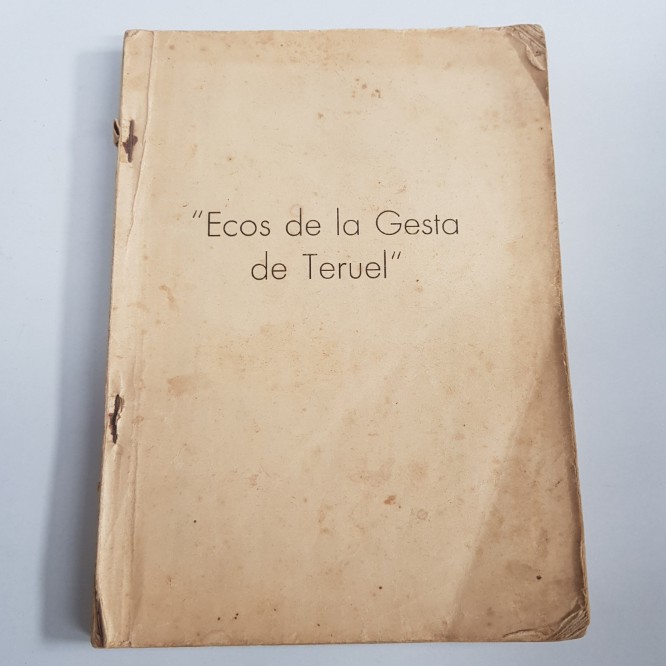 "Ecos de la Gesta
de Teruel"